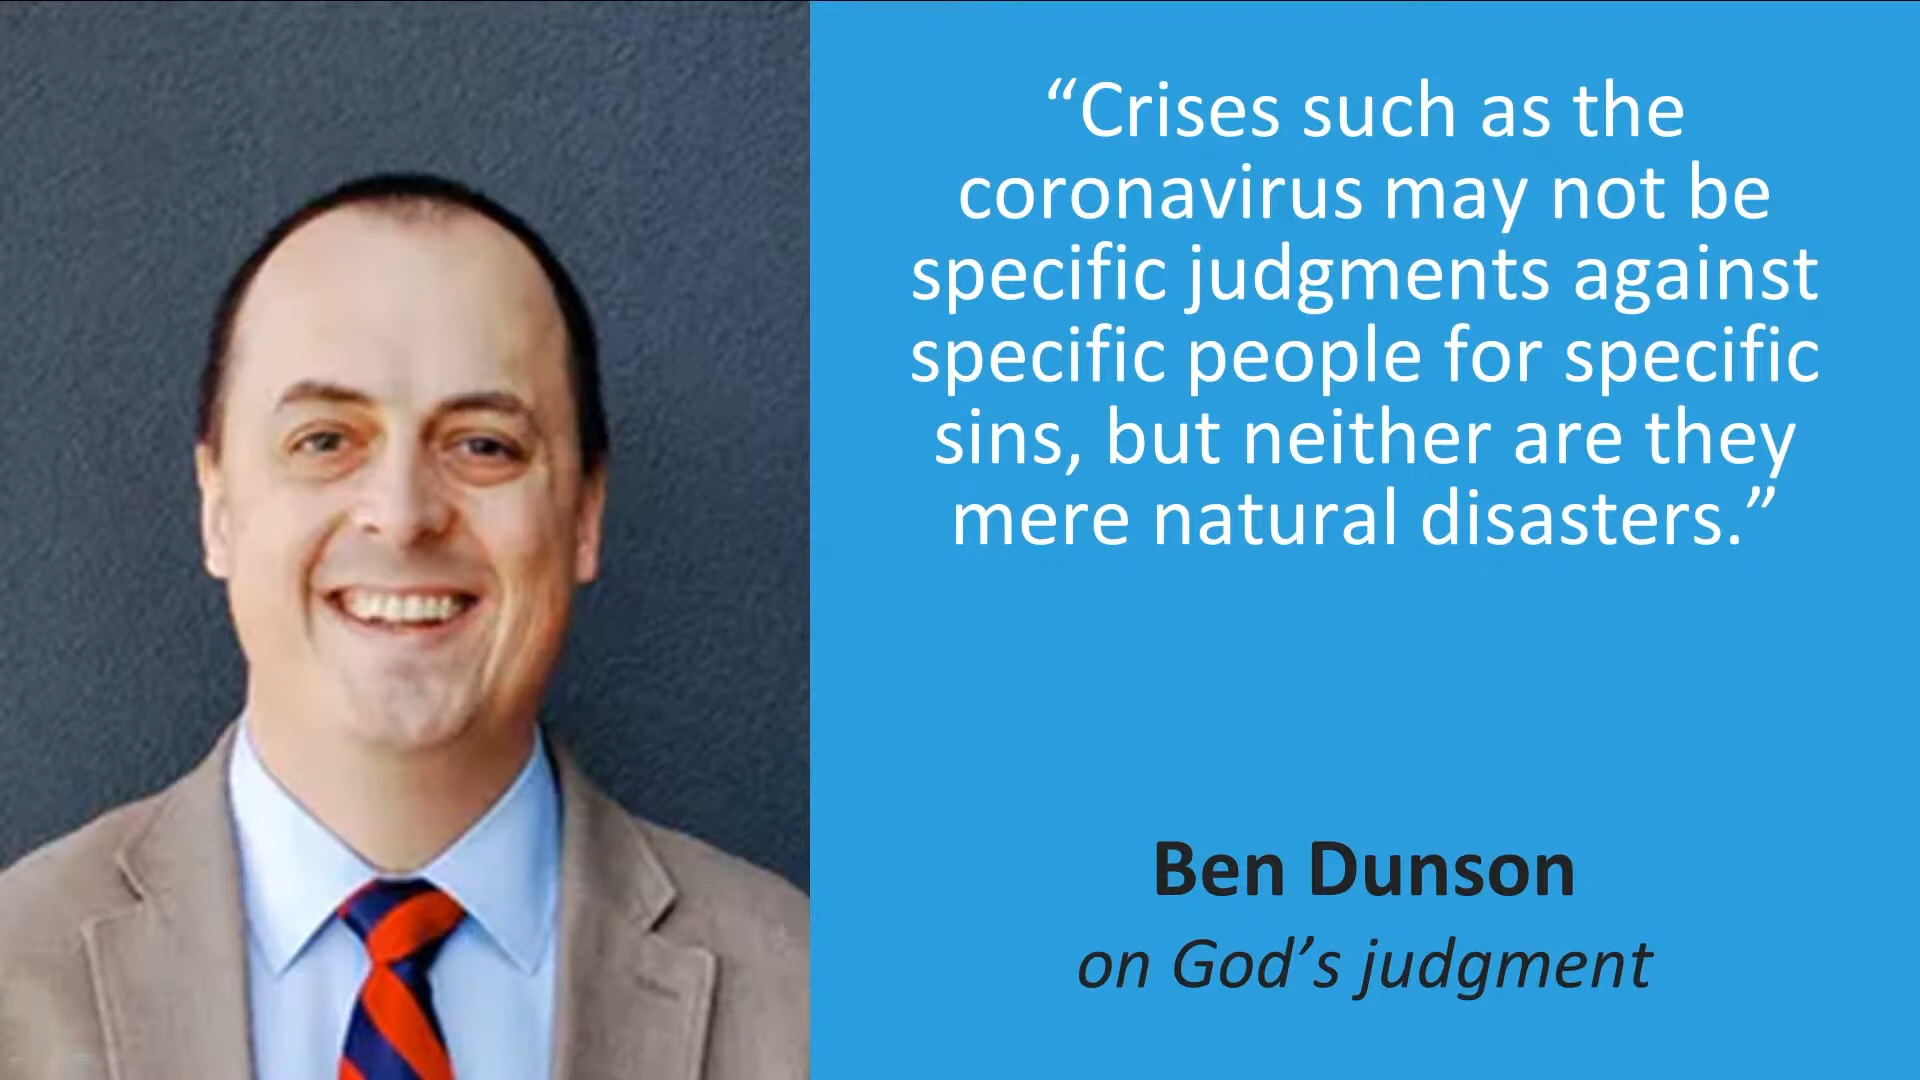 “Crises such as the
coronavirus may not be
specific judgments against
specific people for specific
sins, but neither are they
mere natural disasters.”
Ben Dunson
on God’s judgment